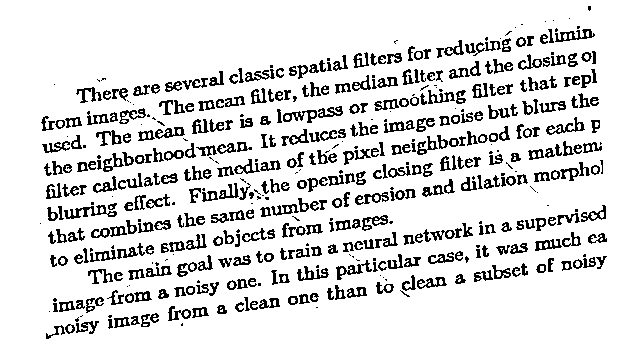 There are several classic spatial filters for reducing or elimin
from images. The mean filter, the median filter and the closing o
used. The mean filter is a lowpass or smoothing filter that repl
the neighborhood mean. It reduces the image noise but blurs the
filter calculates the median of the pixel neighborhood for each p
blurring effect. Finally, the opening closing filter is a mathema
that combines the same number of erosion and dilation morphol
to eliminate small objects from images.
The main goal was to train a neural network in a supervised
image from a noisy one. In this particular case, it was much ea
noisy image from a clean one than to clean a subset of noisy